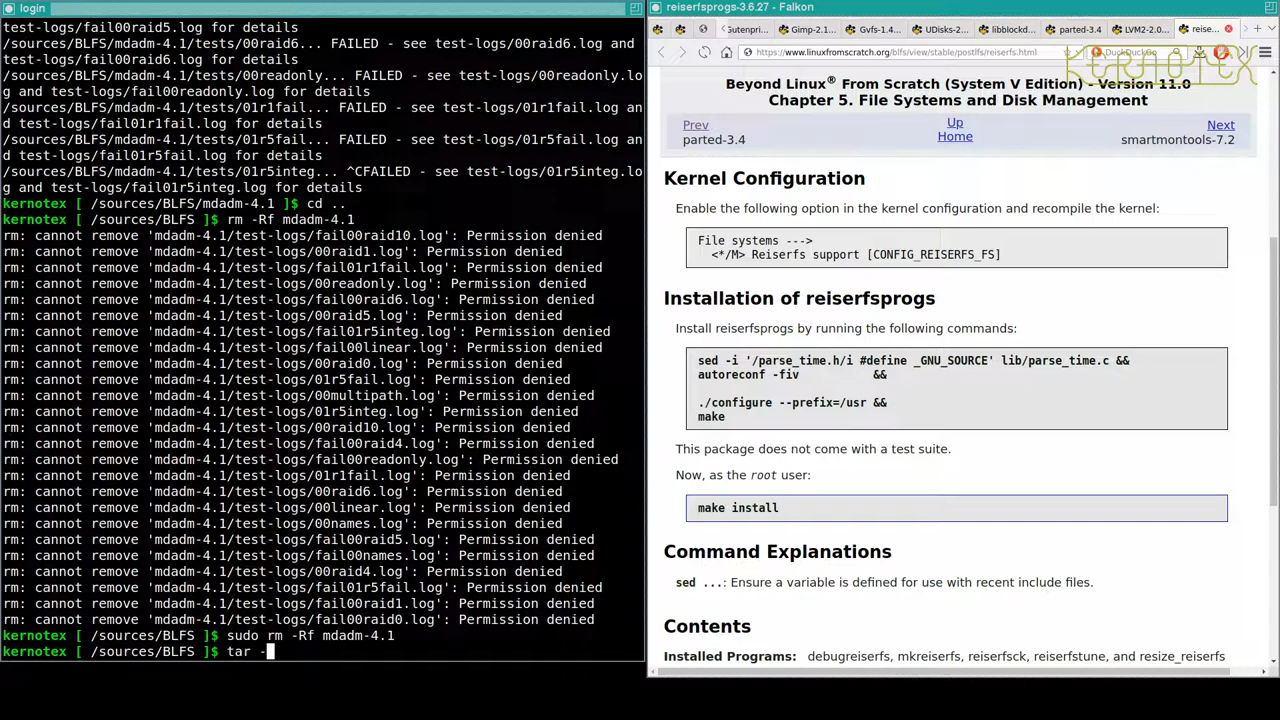 login
test-logs/fail00raid5.log for details
/sources/BLFS/mdadm-4.1/tests/00raid6... FAILED - see test-logs/00raid6.log and
test-logs/fail00raid6.log for details
/sources/BLFS/mdadm-4.1/tests/00readonly... FAILED - see test-logs/00readonly.lo
g and test-logs/fail00readonly.log for details
/sources/BLFS/mdadm-4.1/tests/01r1fail... FAILED - see test-logs/01r1fail.log an
d test-logs/fail01r1fail.log for details
/sources/BLFS/mdadm-4.1/tests/01r5fail... FAILED - see test-logs/01r5fail.log an
d test-logs/fail01r5fail.log for details
/sources/BLFS/mdadm-4.1/tests/01r5integ... ^CFAILED - see test-logs/01r5integ.lo
g and test-logs/fail01r5integ.log for details
kernotex [ /sources/BLFS/mdadm-4.1 ]$ cd ..
kernotex [ /sources/BLFS ]$ rm -Rf mdadm-4.1
rm: cannot remove 'mdadm-4.1/test-logs/fail00raid10.log': Permission denied
rm: cannot remove 'mdadm-4.1/test-logs/00raid1.log': Permission denied
rm: cannot remove 'mdadm-4.1/test-logs/fail01r1fail.log': Permission denied
rm: cannot remove 'mdadm-4.1/test-logs/00readonly.log': Permission denied
rm: cannot remove 'mdadm-4.1/test-logs/fail00raid6.log': Permission denied
rm: cannot remove 'mdadm-4.1/test-logs/00raid5.log': Permission denied
rm: cannot remove 'mdadm-4.1/test-logs/fail01r5integ.log': Permission denied
rm: cannot remove 'mdadm-4.1/test-logs/fail00linear.log': Permission denied
rm: cannot remove 'mdadm-4.1/test-logs/00raid0.log': Permission denied
rm: cannot remove 'mdadm-4.1/test-logs/01r5fail.log': Permission denied
rm: cannot remove 'mdadm-4.1/test-logs/00multipath.log': Permission denied
rm: cannot remove 'mdadm-4.1/test-logs/01r5integ.log': Permission denied
rm: cannot remove 'mdadm-4.1/test-logs/00raid10.log': Permission denied
rm: cannot remove 'mdadm-4.1/test-logs/fail00raid4.log': Permission denied
rm: cannot remove 'mdadm-4.1/test-logs/fail00readonly.log': Permission denied
rm: cannot remove 'mdadm-4.1/test-logs/01r1fail.log': Permission denied
rm: cannot remove 'mdadm-4.1/test-logs/00raid6.log': Permission denied
rm: cannot remove 'mdadm-4.1/test-logs/00linear.log': Permission denied
rm: cannot remove 'mdadm-4.1/test-logs/00names.log': Permission denied
rm: cannot remove 'mdadm-4.1/test-logs/fail00raid5.log': Permission denied
rm: cannot remove 'mdadm-4.1/test-logs/fail00names.log': Permission denied
rm: cannot remove 'mdadm-4.1/test-logs/00raid4.log': Permission denied
rm: cannot remove 'mdadm-4.1/test-logs/fail01r5fail.log': Permission denied
rm: cannot remove 'mdadm-4.1/test-logs/fail00raid1.log': Permission denied
rm: cannot remove 'mdadm-4.1/test-logs/fail00raid0.log': Permission denied
kernotex [ /sources/BLFS ]$ sudo rm -Rf mdadm-4.1
kernotex [ /sources/BLFS ]$ tar -
reiserfsprogs-3.6.27 - Falkon
Gutenpri... Gimp-2.1... Gvfs-1.4... UDisks-2... libblockd... parted-3.4 LVM2-2.0... reise...
https://www.linuxfromscratch.org/blfs/view/stable/postlfs/reiserfs.html DuckDuckGo
KERNOTEX
Beyond Linux® From Scratch (System V Edition) - Version 11.0
Chapter 5. File Systems and Disk Management
Prev Up Next
parted-3.4 Home smartmontools-7.2
Kernel Configuration
Enable the following option in the kernel configuration and recompile the kernel:
File systems --->
<*/M> Reiserfs support [CONFIG_REISERFS_FS]
Installation of reiserfsprogs
Install reiserfsprogs by running the following commands:
sed -i '/parse_time.h/i #define _GNU_SOURCE' lib/parse_time.c &&
autoreconf -fiv &&
./configure --prefix=/usr &&
make
This package does not come with a test suite.
Now, as the root user:
make install
Command Explanations
sed ...: Ensure a variable is defined for use with recent include files.
Contents
Installed Programs: debugreiserfs, mkreiserfs, reiserfsck, reiserfstune, and resize_reiserfs